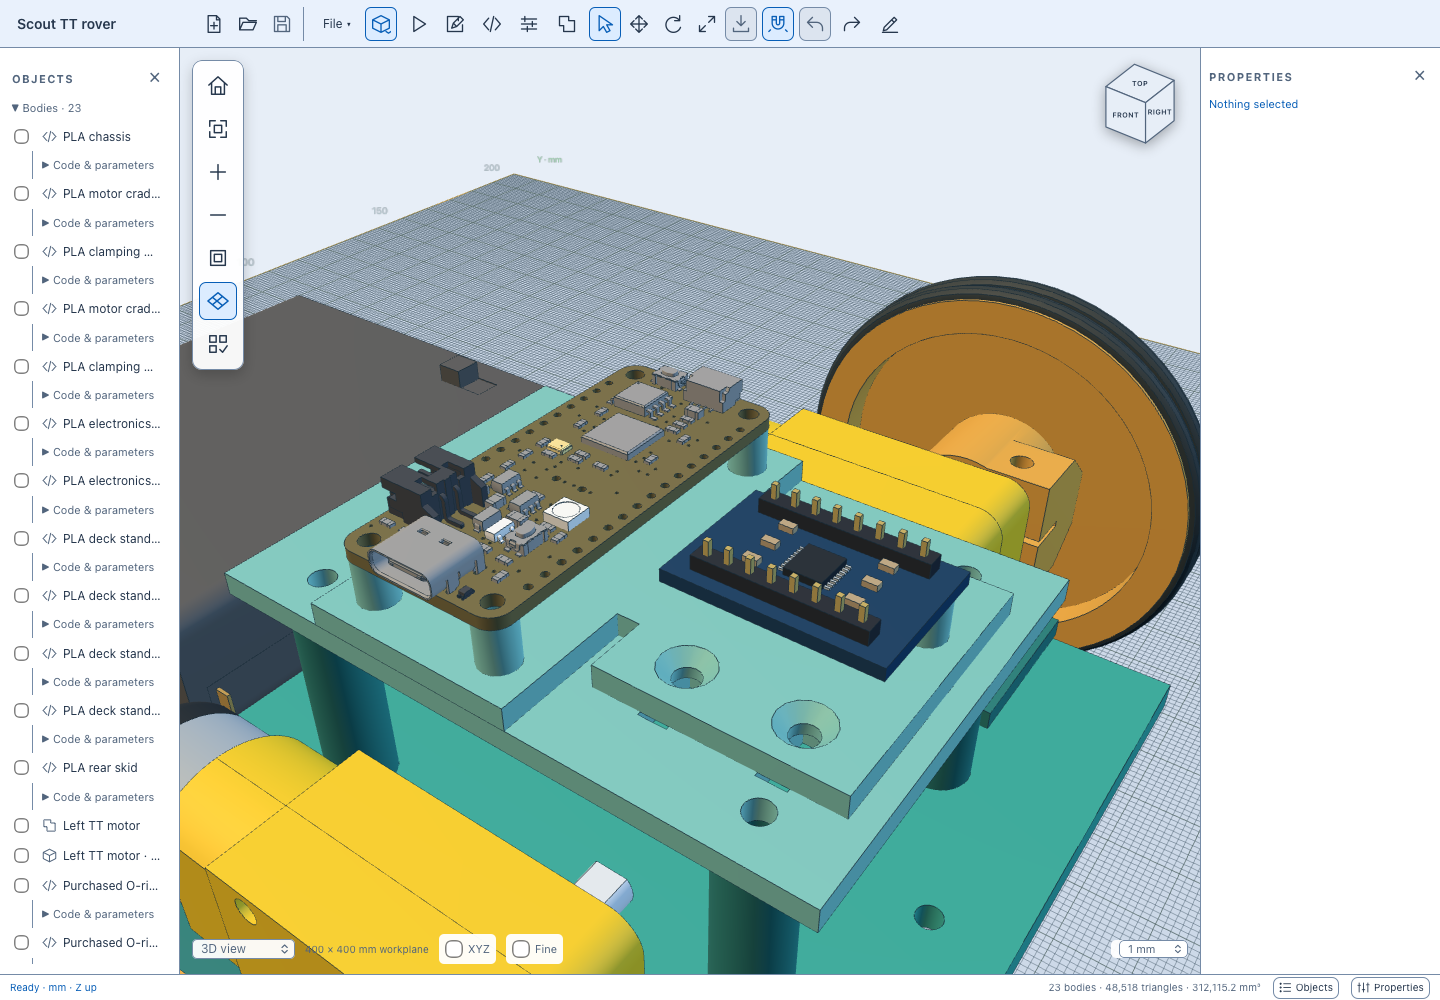 Scout TT rover
File
OBJECTS
Bodies · 23
PLA chassis
Code & parameters
PLA motor crad...
Code & parameters
PLA clamping ...
Code & parameters
PLA motor crad...
Code & parameters
PLA clamping ...
Code & parameters
PLA electronics...
Code & parameters
PLA electronics...
Code & parameters
PLA deck stand...
Code & parameters
PLA deck stand...
Code & parameters
PLA deck stand...
Code & parameters
PLA deck stand...
Code & parameters
PLA rear skid
Code & parameters
Left TT motor
Left TT motor · ...
Purchased O-ri...
Code & parameters
Purchased O-ri...
200
Y · mm
150
TOP
FRONT
RIGHT
3D view
400 × 400 mm workplane
XYZ
Fine
1 mm
PROPERTIES
Nothing selected
Ready · mm · Z up
23 bodies · 48,518 triangles · 312,115.2 mm³
Objects
Properties